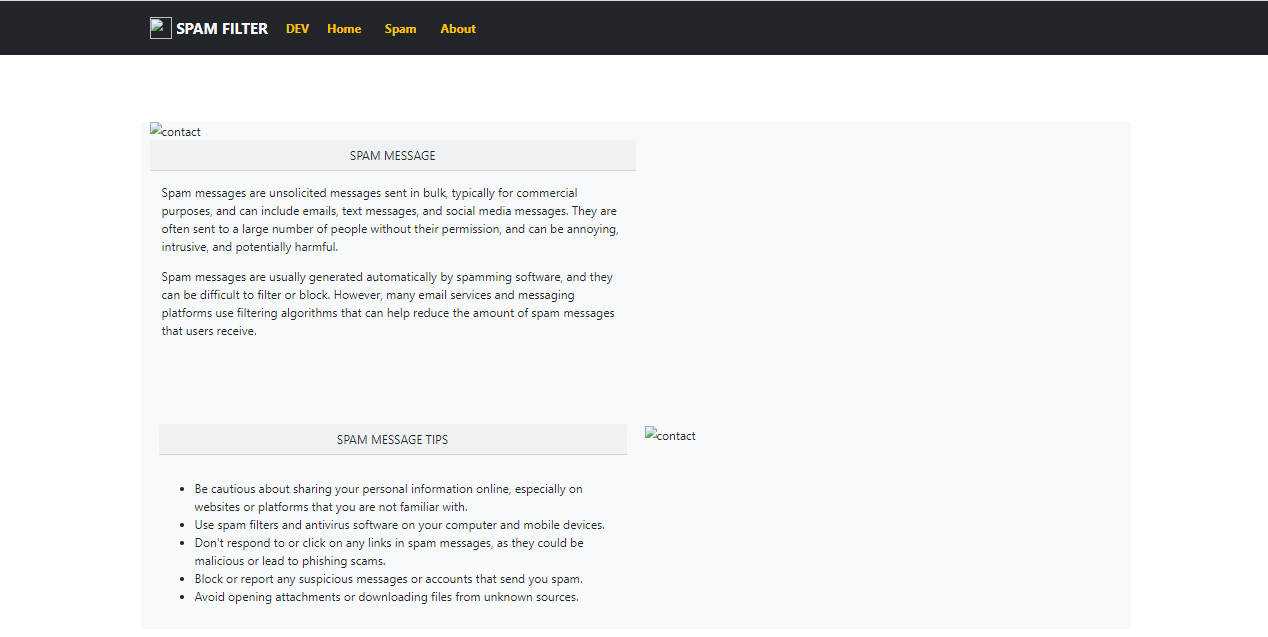 SPAM FILTER DEV Home Spam About
contact
SPAM MESSAGE
Spam messages are unsolicited messages sent in bulk, typically for commercial
purposes, and can include emails, text messages, and social media messages. They are
often sent to a large number of people without their permission, and can be annoying,
intrusive, and potentially harmful.
Spam messages are usually generated automatically by spamming software, and they
can be difficult to filter or block. However, many email services and messaging
platforms use filtering algorithms that can help reduce the amount of spam messages
that users receive.
SPAM MESSAGE TIPS
contact
Be cautious about sharing your personal information online, especially on
websites or platforms that you are not familiar with.
Use spam filters and antivirus software on your computer and mobile devices.
Don't respond to or click on any links in spam messages, as they could be
malicious or lead to phishing scams.
Block or report any suspicious messages or accounts that send you spam.
Avoid opening attachments or downloading files from unknown sources.